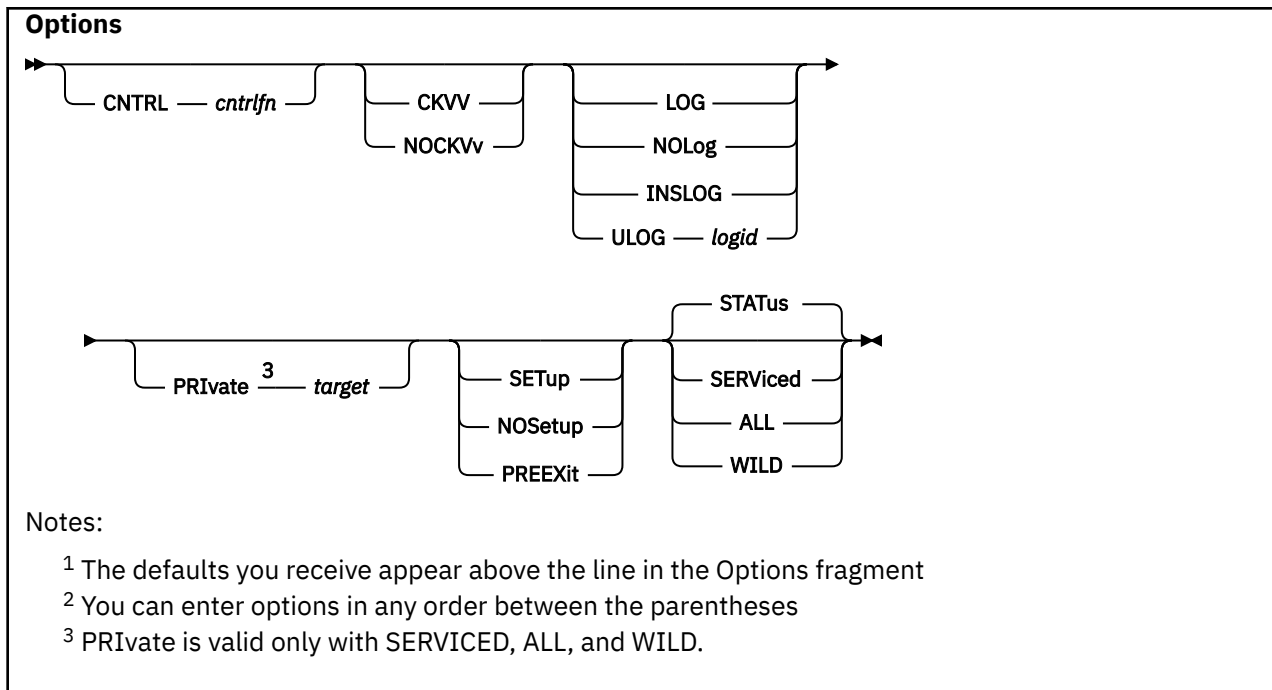 Options
CNTRL cntrlfn CKVV LOG
NOCKVv NOLog
INSLOG
ULOG logid
STATus
PRIvate 3 target SETup SERViced
NOSetup ALL
PREEXit WILD
Notes:
1 The defaults you receive appear above the line in the Options fragment
2 You can enter options in any order between the parentheses
3 PRIvate is valid only with SERVICED, ALL, and WILD.